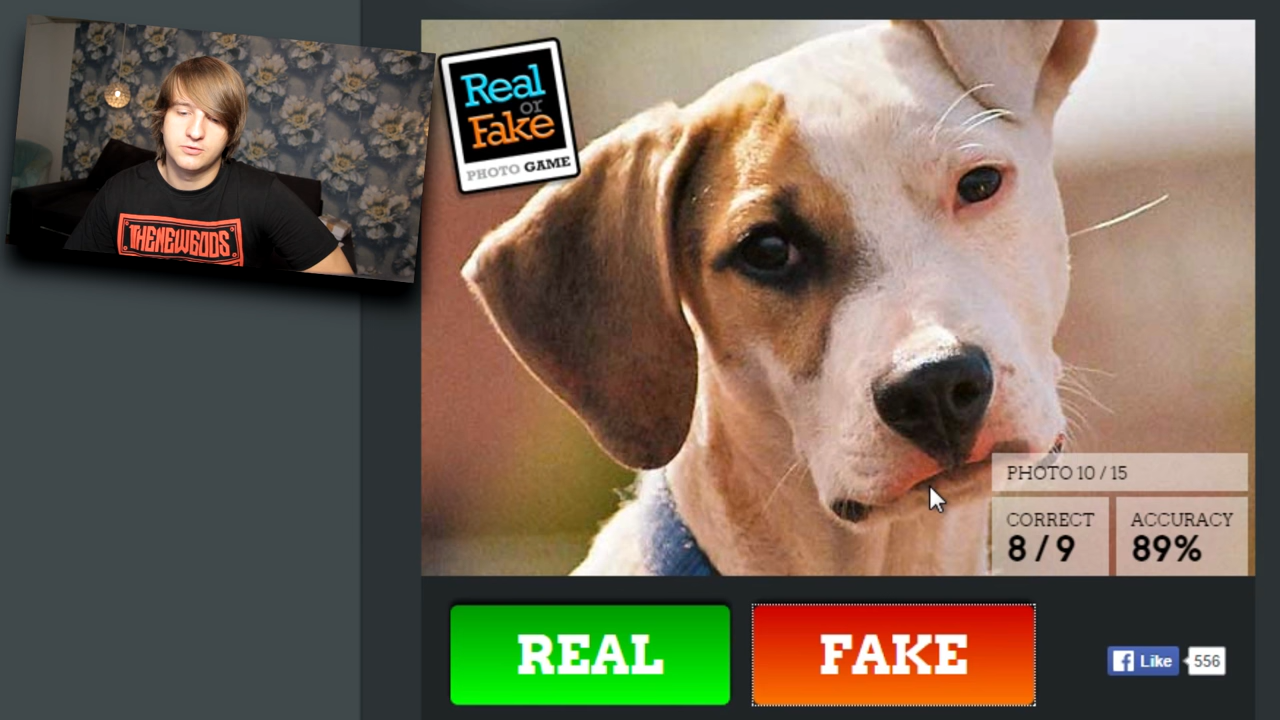 Real
or
Fake
PHOTO GAME
THENEWGODS
PHOTO 10 / 15
CORRECT
8 / 9
ACCURACY
89%
REAL
FAKE
Like
556